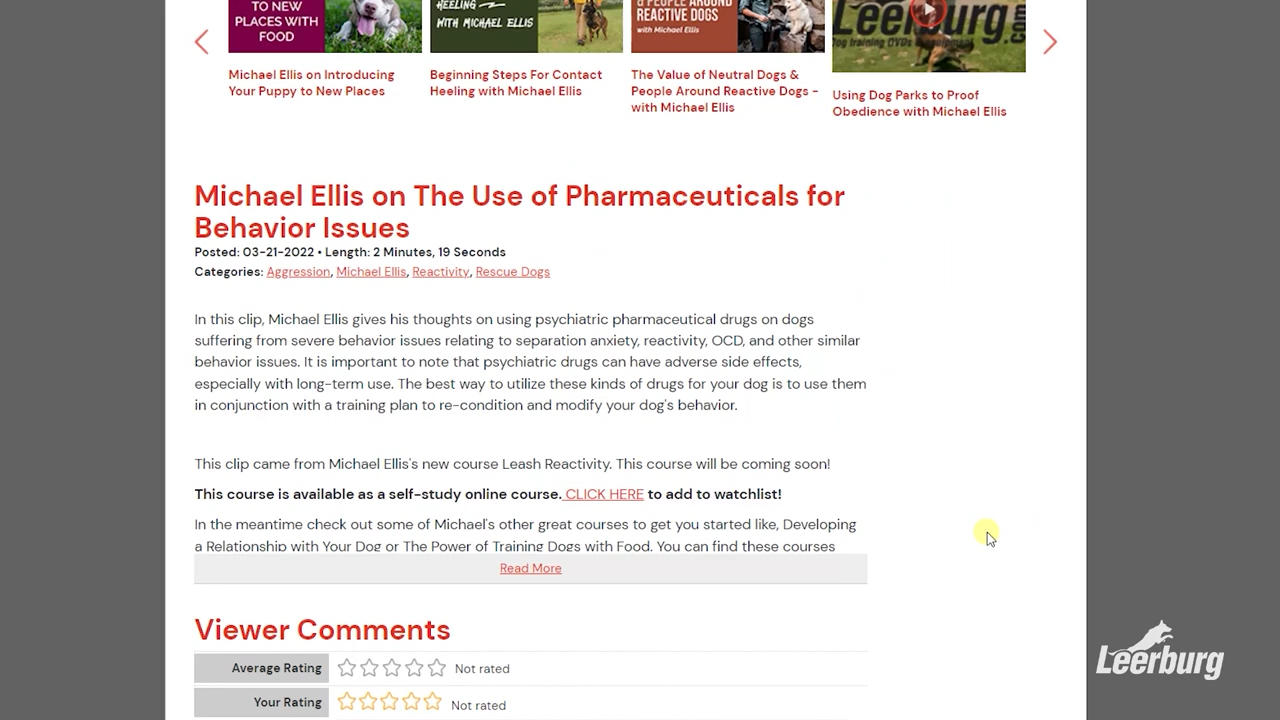 TO NEW
PLACES WITH
FOOD
HEELING
WITH MICHAEL ELLIS
& PEOPLE AROUND
REACTIVE DOGS
with Michael Ellis
Leerburg.com
Dog training DVDs & equipment
Michael Ellis on Introducing
Your Puppy to New Places
Beginning Steps For Contact
Heeling with Michael Ellis
The Value of Neutral Dogs &
People Around Reactive Dogs -
with Michael Ellis
Using Dog Parks to Proof
Obedience with Michael Ellis
Michael Ellis on The Use of Pharmaceuticals for
Behavior Issues
Posted: 03-21-2022 • Length: 2 Minutes, 19 Seconds
Categories: Aggression, Michael Ellis, Reactivity, Rescue Dogs
In this clip, Michael Ellis gives his thoughts on using psychiatric pharmaceutical drugs on dogs
suffering from severe behavior issues relating to separation anxiety, reactivity, OCD, and other similar
behavior issues. It is important to note that psychiatric drugs can have adverse side effects,
especially with long-term use. The best way to utilize these kinds of drugs for your dog is to use them
in conjunction with a training plan to re-condition and modify your dog's behavior.
This clip came from Michael Ellis's new course Leash Reactivity. This course will be coming soon!
This course is available as a self-study online course. CLICK HERE to add to watchlist!
In the meantime check out some of Michael's other great courses to get you started like, Developing
a Relationship with Your Dog or The Power of Training Dogs with Food. You can find these courses
Read More
Viewer Comments
Average Rating Not rated
Your Rating Not rated
Leerburg